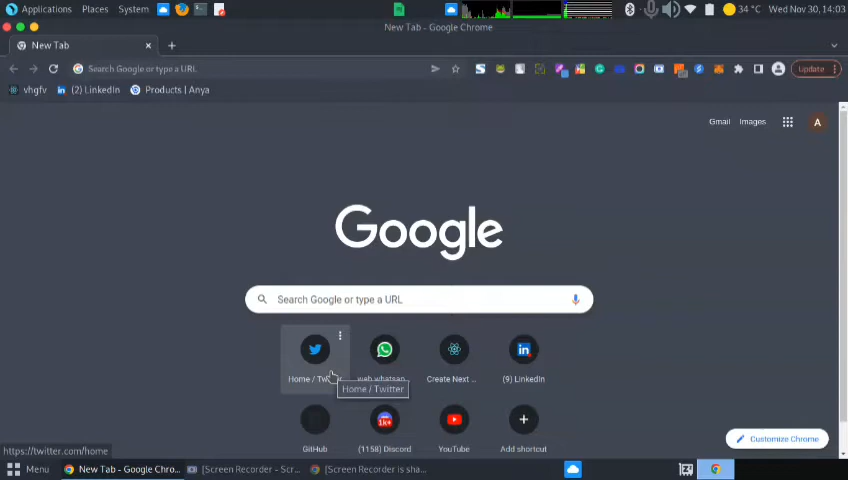 Applications Places System 34 °C Wed Nov 30, 14:03
New Tab - Google Chrome
New Tab
Search Google or type a URL Update
vhgfv (2) LinkedIn Products | Anya
Gmail Images A
Google
Search Google or type a URL
Home / Twitter Create Next ... (9) LinkedIn
Home / Twitter
1K+
GitHub (1158) Discord YouTube Add shortcut
Customize Chrome
https://twitter.com/home
Menu New Tab - Google Chro... [Screen Recorder - Scr... [Screen Recorder is sha...